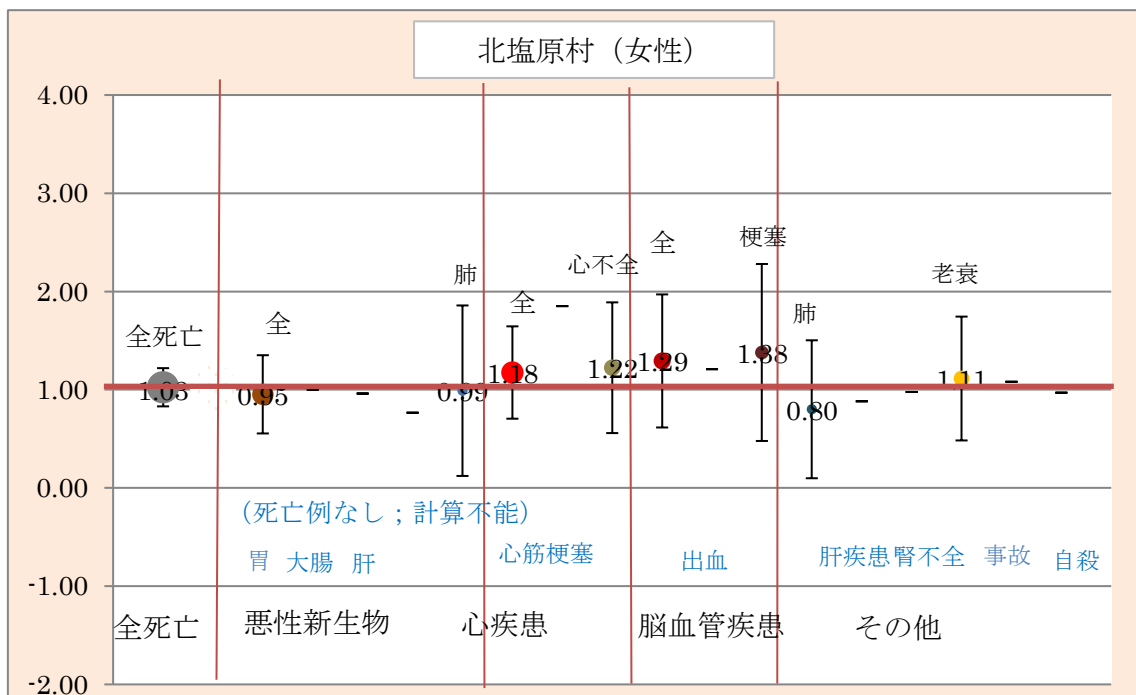 北塩原村（女性）
4.00
3.00
2.00
1.00
0.00
-1.00
-2.00
全死亡
全
肺
全
心不全
全
梗塞
肺
老衰
1.03
0.95
0.99
1.18
1.22
1.29
1.38
0.80
1.11
（死亡例なし；計算不能）
胃 大腸 肝
心筋梗塞
出血
肝疾患腎不全 事故 自殺
全死亡 悪性新生物 心疾患 脳血管疾患 その他